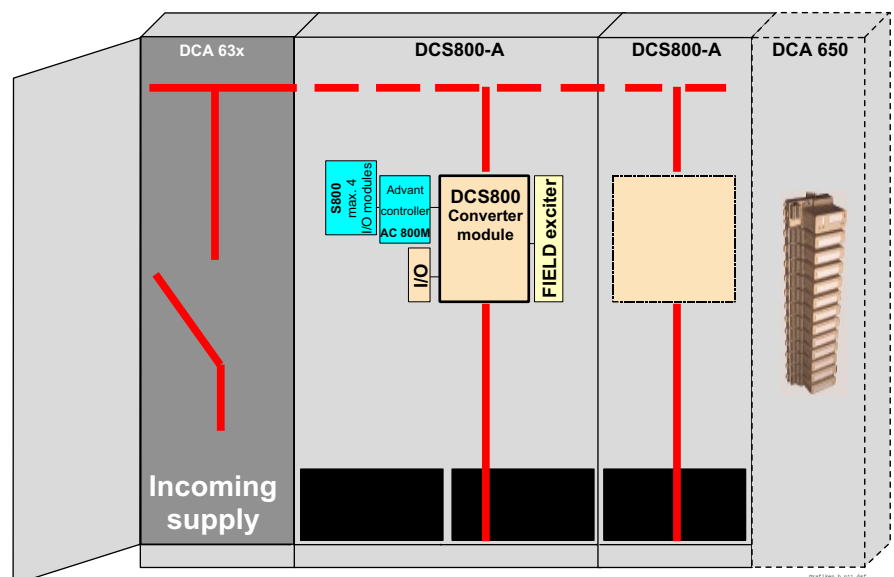 DCA 63x
DCS800-A
DCS800-A
DCA 650
S800
max. 4
I/O modules
Advant
controller
AC 800M
I/O
DCS800
Converter
module
FIELD exciter
Incoming
supply